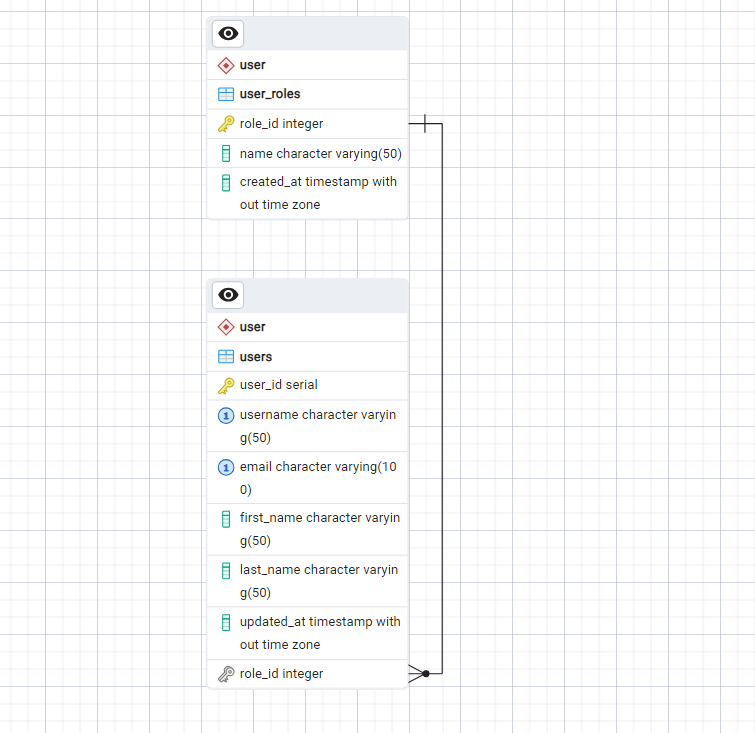 user
user_roles
role_id integer
name character varying(50)
created_at timestamp with
out time zone
user
users
user_id serial
1 username character varyin
g(50)
1 email character varying(10
0)
first_name character varyin
g(50)
last_name character varyin
g(50)
updated_at timestamp with
out time zone
role_id integer